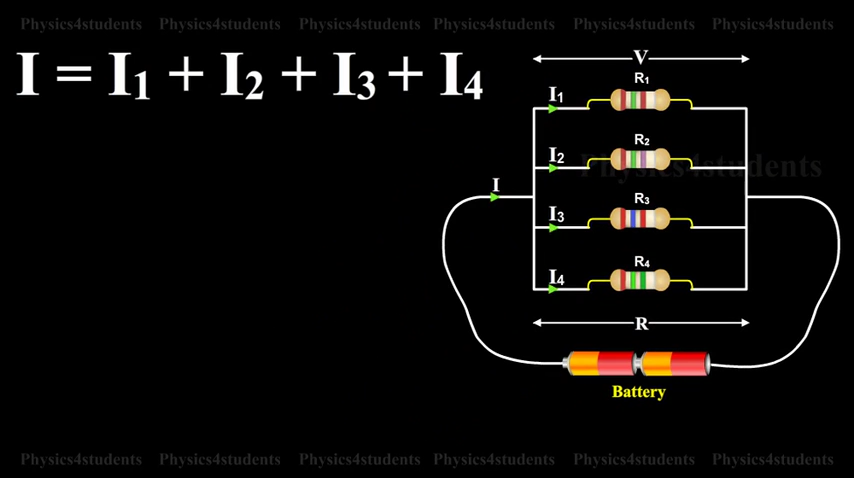 Physics4students Physics4students Physics4students Physics4students Physics4students Physics4students
I = I1 + I2 + I3 + I4
V
R1
I1
R2
I2
Physics4students
I
R3
I3
R4
I4
R
Battery
Physics4students Physics4students Physics4students Physics4students Physics4students Physics4students